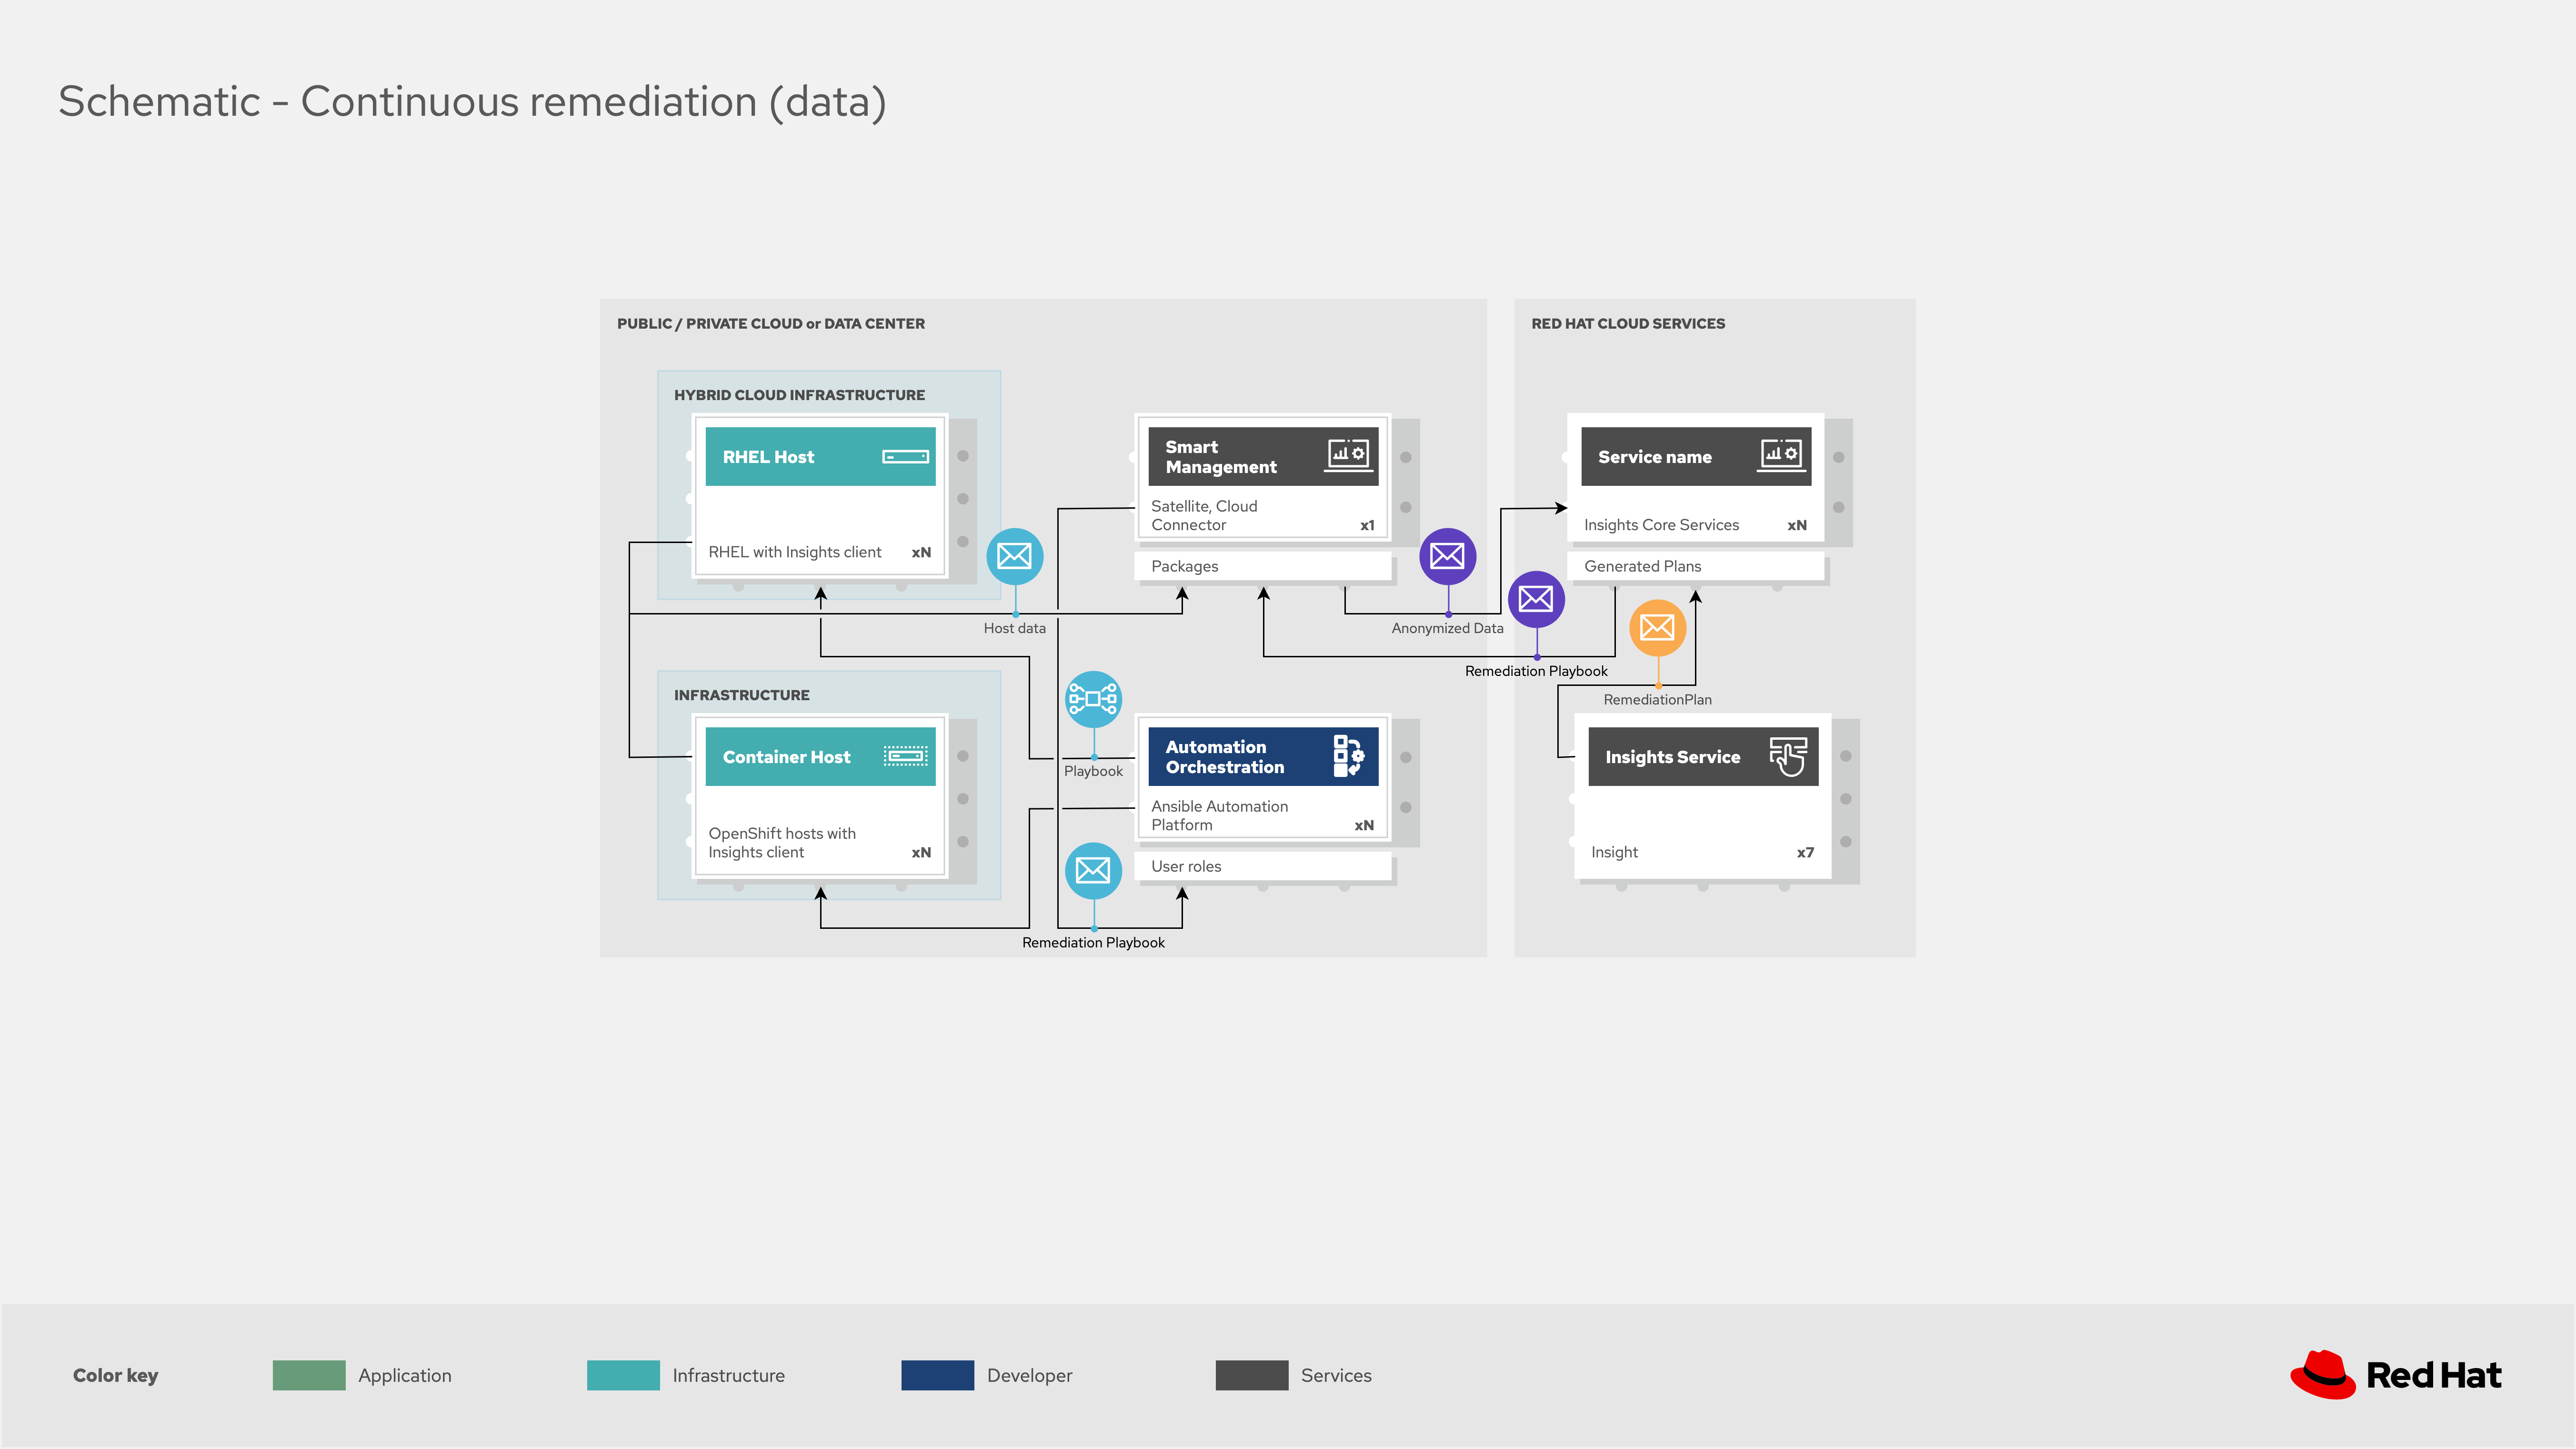 Schematic - Continuous remediation (data)
PUBLIC / PRIVATE CLOUD or DATA CENTER
RED HAT CLOUD SERVICES
HYBRID CLOUD INFRASTRUCTURE
RHEL Host
RHEL with Insights client
xN
Smart
Management
Satellite, Cloud
Connector
x1
Packages
Service name
Insights Core Services
xN
Generated Plans
Host data
Anonymized Data
Remediation Playbook
RemediationPlan
INFRASTRUCTURE
Container Host
OpenShift hosts with
Insights client
xN
Playbook
Automation
Orchestration
Ansible Automation
Platform
xN
User roles
Insights Service
Insight
x7
Remediation Playbook
Color key
Application
Infrastructure
Developer
Services
Red Hat